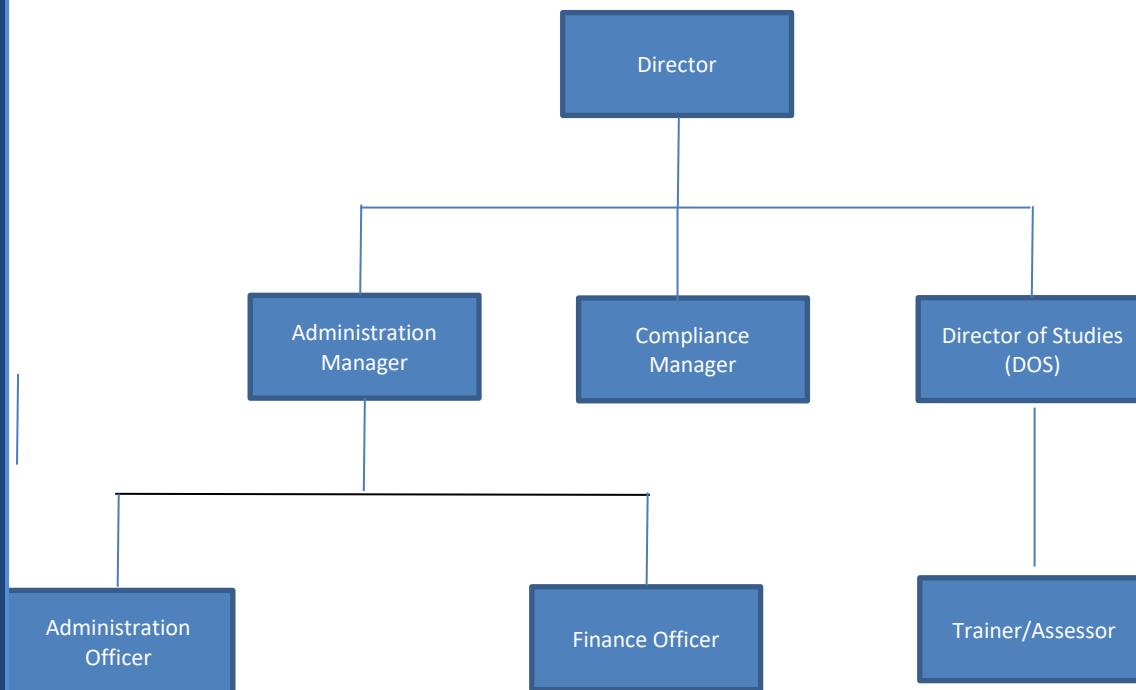 Director
Administration
Manager
Compliance
Manager
Director of Studies
(DOS)
Administration
Officer
Finance Officer
Trainer/Assessor